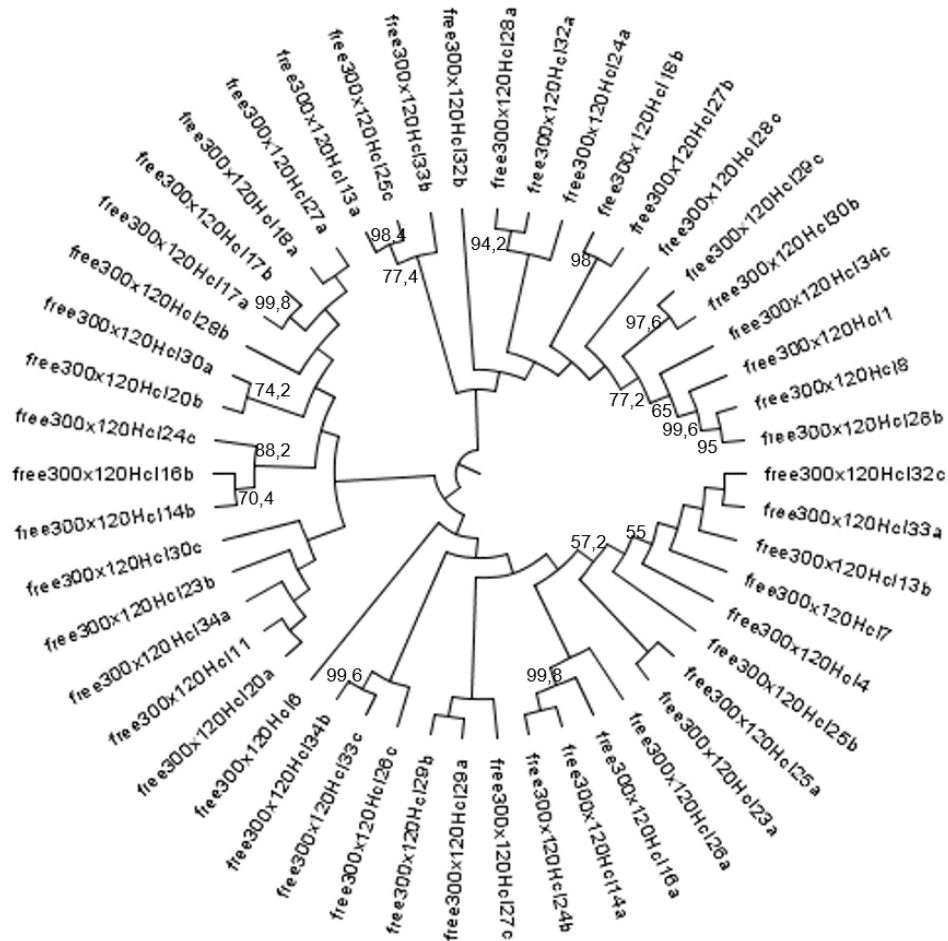 free300x120Hcl32b
free300x120Hcl28a
free300x120Hcl32a
free300x120Hcl24a
free300x120Hcl18b
free300x120Hcl27b
free300x120Hcl28c
free300x120Hcl29c
free300x120Hcl30b
free300x120Hcl34c
free300x120Hcl1
free300x120Hcl8
free300x120Hcl28b
free300x120Hcl32c
free300x120Hcl33a
free300x120Hcl13b
free300x120Hcl7
free300x120Hcl4
free300x120Hcl25b
free300x120Hcl25a
free300x120Hcl23a
free300x120Hcl26a
free300x120Hcl16a
free300x120Hcl14a
free300x120Hcl24b
free300x120Hcl27c
free300x120Hcl29a
free300x120Hcl29b
free300x120Hcl26c
free300x120Hcl33c
free300x120Hcl34b
free300x120Hcl6
free300x120Hcl20a
free300x120Hcl11
free300x120Hcl34a
free300x120Hcl23b
free300x120Hcl30c
free300x120Hcl14b
free300x120Hcl16b
free300x120Hcl24c
free300x120Hcl20b
free300x120Hcl30a
free300x120Hcl28b
free300x120Hcl17a
free300x120Hcl17b
free300x120Hcl18a
free300x120Hcl27a
free300x120Hcl13a
free300x120Hcl25c
free300x120Hcl33b
98,4
77,4
94,2
98
97,6
77,2
65
99,6
95
55
57,2
99,8
99,6
70,4
88,2
74,2
99,8